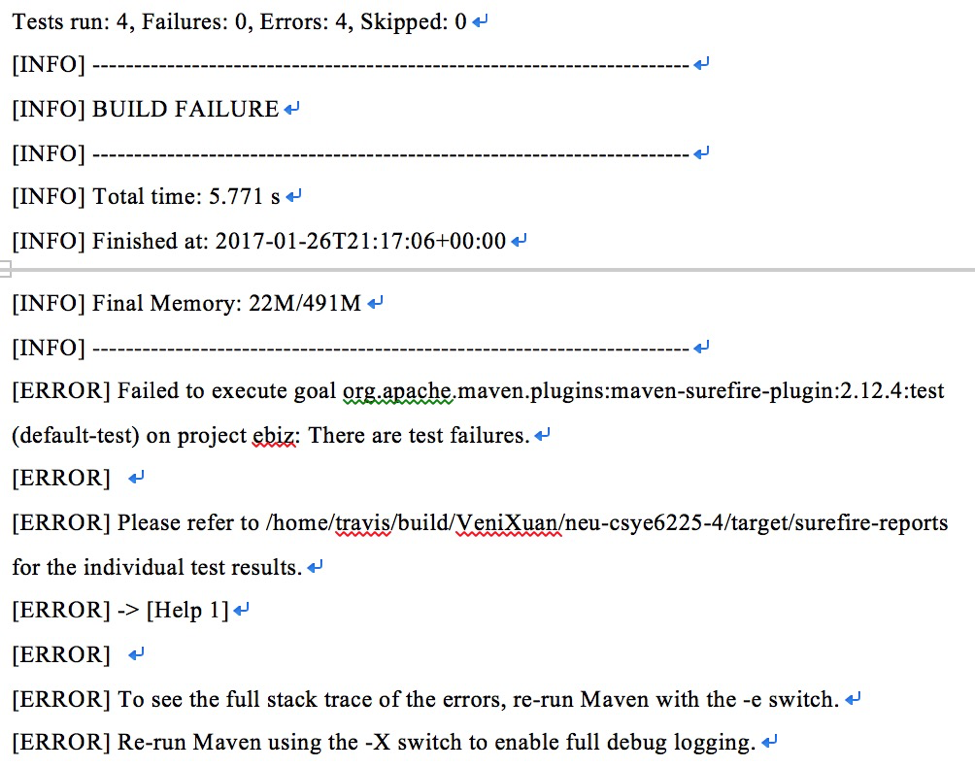 Tests run: 4, Failures: 0, Errors: 4, Skipped: 0
[INFO] ------------------------------------------------------------------------
[INFO] BUILD FAILURE
[INFO] ------------------------------------------------------------------------
[INFO] Total time: 5.771 s
[INFO] Finished at: 2017-01-26T21:17:06+00:00
[INFO] Final Memory: 22M/491M
[INFO] ------------------------------------------------------------------------
[ERROR] Failed to execute goal org.apache.maven.plugins:maven-surefire-plugin:2.12.4:test
(default-test) on project ebiz: There are test failures.
[ERROR]
[ERROR] Please refer to /home/travis/build/VeniXuan/neu-csye6225-4/target/surefire-reports
for the individual test results.
[ERROR] -> [Help 1]
[ERROR]
[ERROR] To see the full stack trace of the errors, re-run Maven with the -e switch.
[ERROR] Re-run Maven using the -X switch to enable full debug logging.